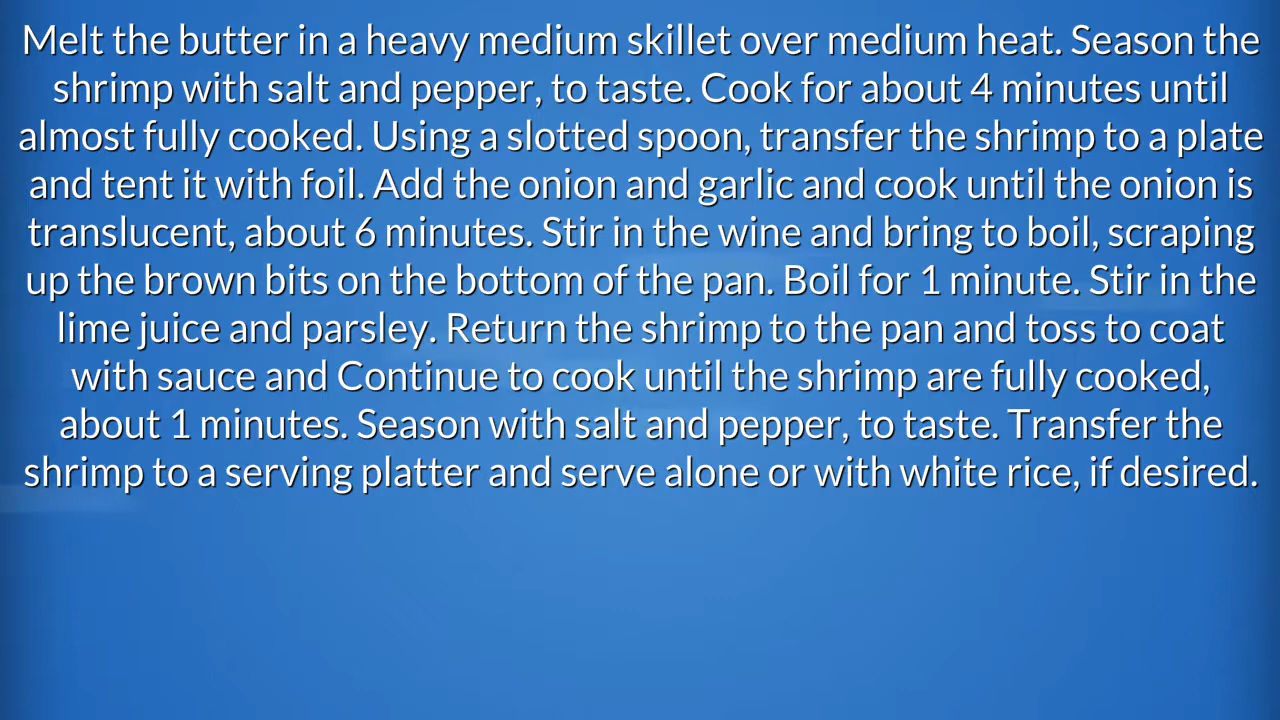 Melt the butter in a heavy medium skillet over medium heat. Season the
shrimp with salt and pepper, to taste. Cook for about 4 minutes until
almost fully cooked. Using a slotted spoon, transfer the shrimp to a plate
and tent it with foil. Add the onion and garlic and cook until the onion is
translucent, about 6 minutes. Stir in the wine and bring to boil, scraping
up the brown bits on the bottom of the pan. Boil for 1 minute. Stir in the
lime juice and parsley. Return the shrimp to the pan and toss to coat
with sauce and Continue to cook until the shrimp are fully cooked,
about 1 minutes. Season with salt and pepper, to taste. Transfer the
shrimp to a serving platter and serve alone or with white rice, if desired.